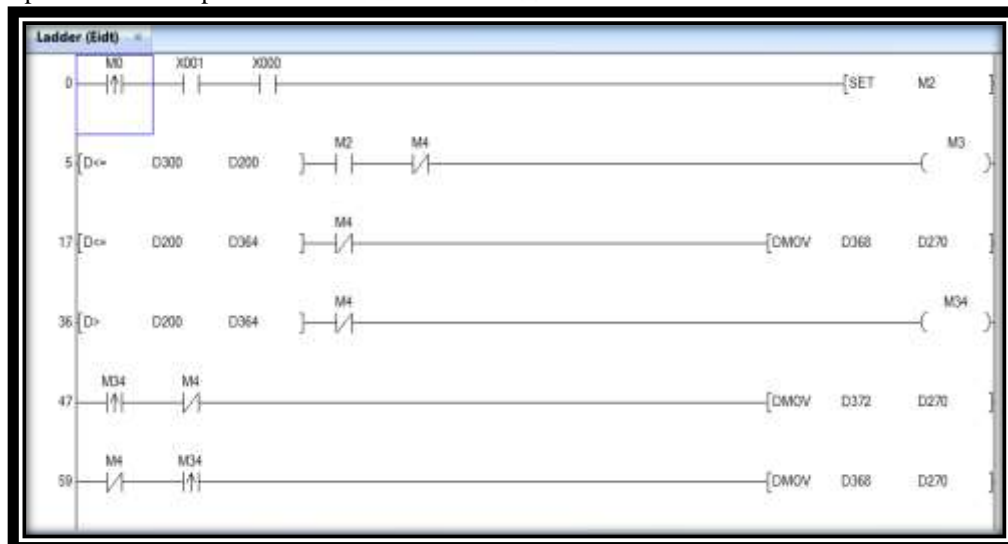 Ladder (Eidt)
M0 X001 X000
0 [SET M2 ]
M2 M4 M3
5 [D<= D300 D200 ] ( )
M4
17 [D<= D200 D364 ] [DMOV D368 D270 ]
M4 M34
36 [D> D200 D364 ] ( )
M34 M4
47 [DMOV D372 D270 ]
M4 M34
59 [DMOV D368 D270 ]